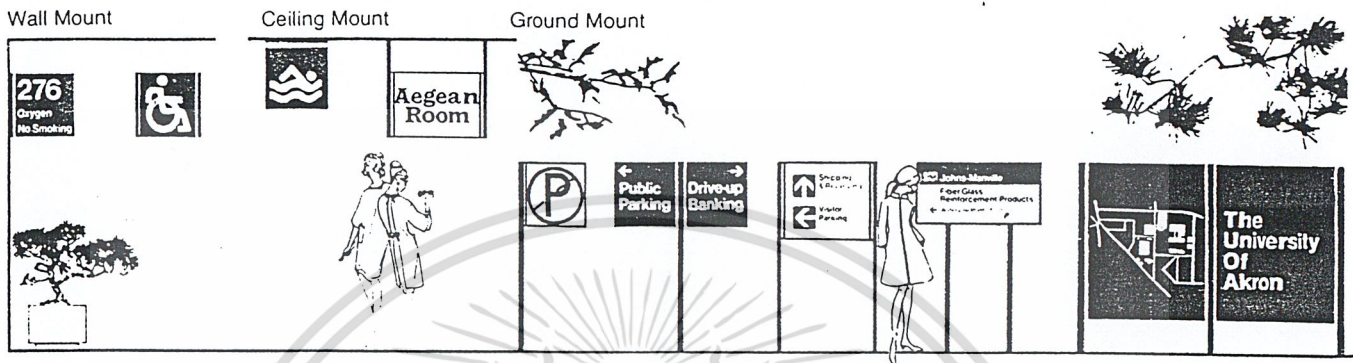 Wall Mount
Ceiling Mount
Ground Mount
276
Oxygen
No Smoking
Aegean
Room
P
← Public
Parking
→ Drive-up
Banking
Visitor
Parking
Johns-Manville
Fiber Glass
Reinforcement Products
The
University
Of
Akron